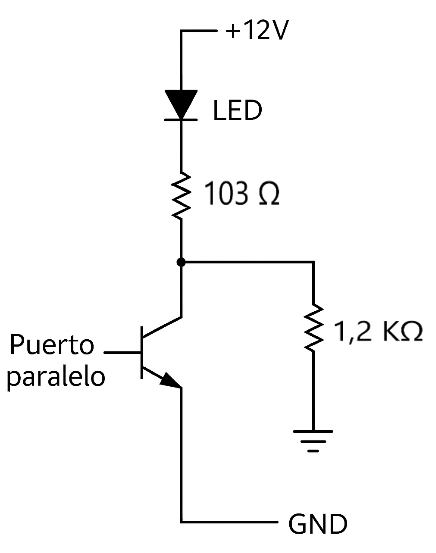 +12V
LED
103 Ω
1,2 KΩ
Puerto
paralelo
GND